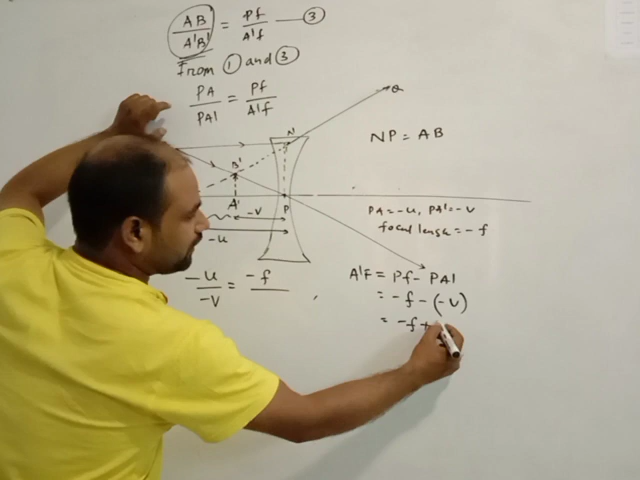 AB / A'B' = Pf / A'f — ③
From ① and ③
PA / PA' = Pf / A'f
Q
N
NP = AB
B'
A'
P
-v
-u
PA = -u, PA' = -v
focal length = -f
-u / -v = -f /
A'F = Pf - PA'
= -f - (-v)
= -f +